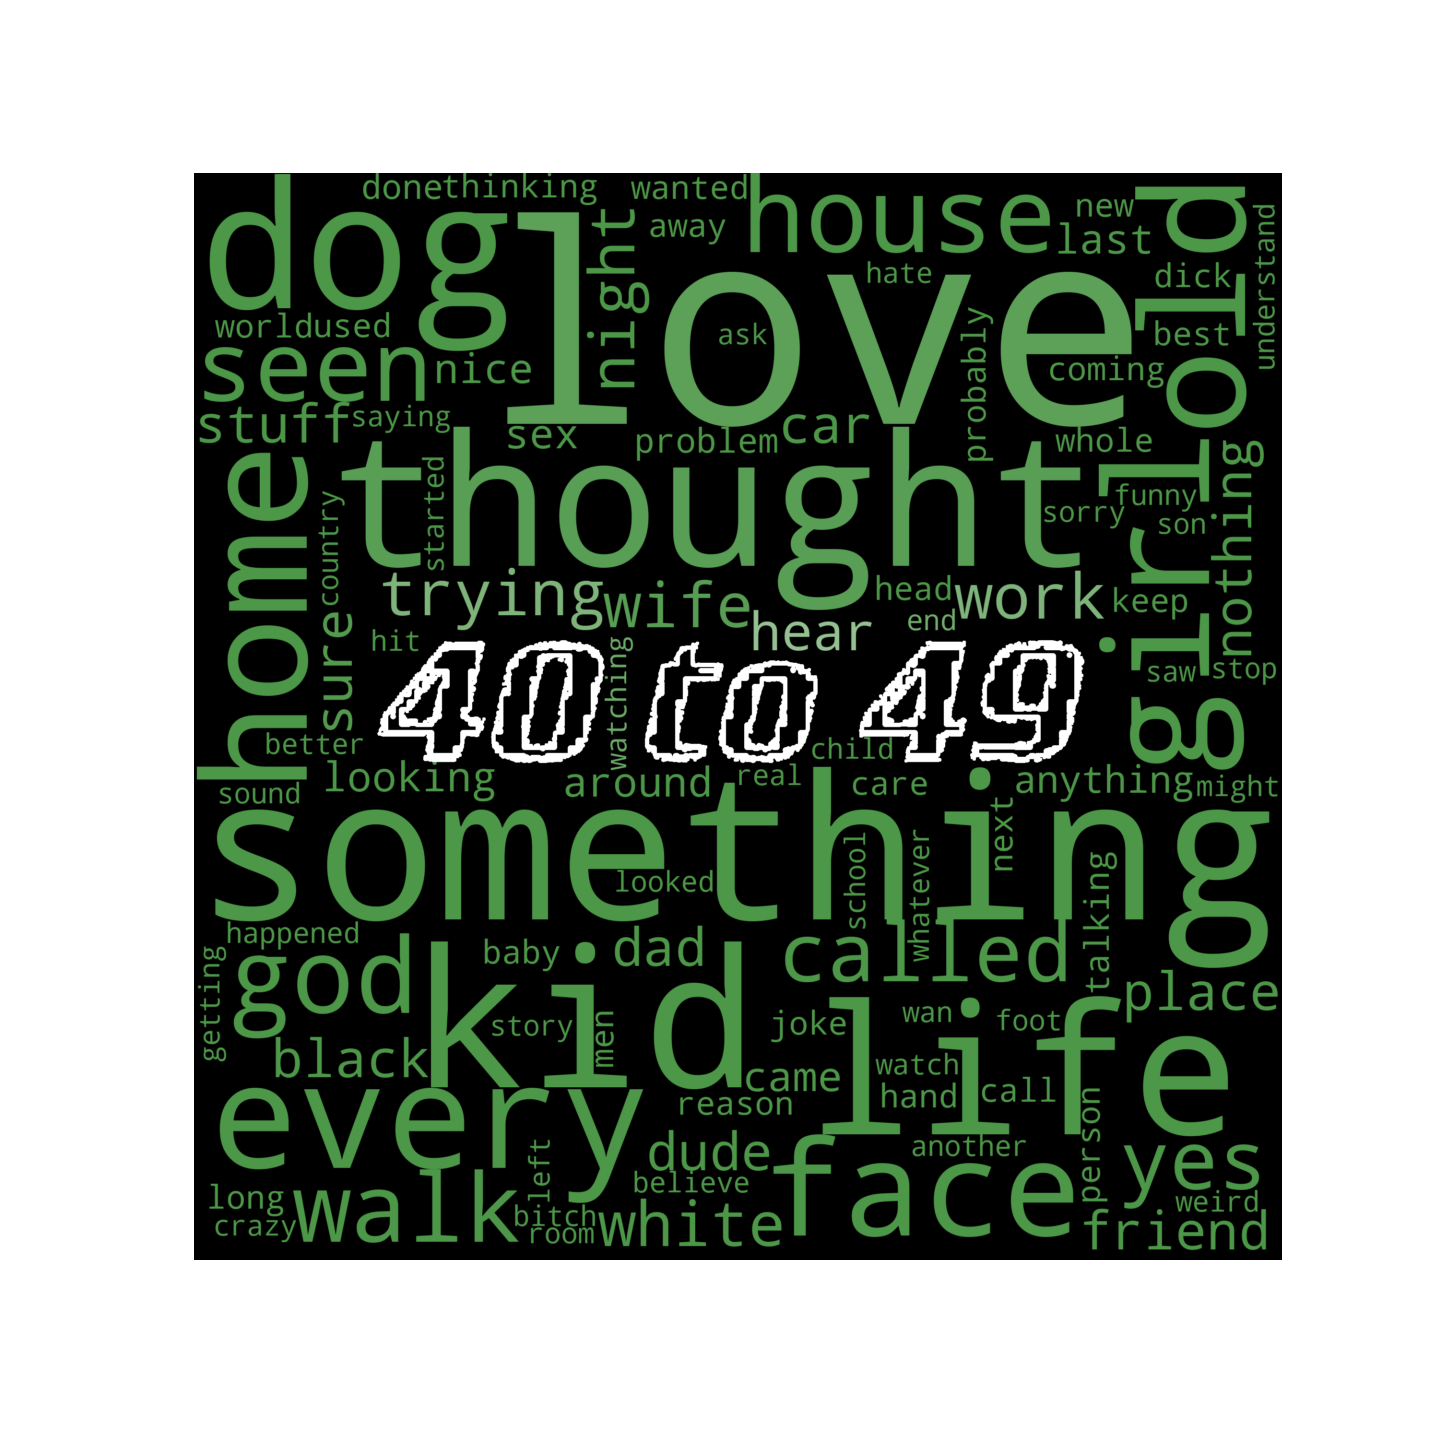 donethinking
wanted
house
new
old
dog
love
away
last
understand
night
hate
dick
worldused
ask
probably
best
seen
nice
coming
stuff
saying
sex
problem
car
whole
home
thought
girl
nothing
country
started
funny
sorry
son
trying
wife
hear
head
work
keep
sure
hit
end
40 to 49
watching
saw
stop
better
child
sound
looking
around
real
care
anything
might
something
next
looked
school
whatever
talking
happened
god
baby
dad
called
getting
kid
life
place
story
men
joke
wan
foot
black
came
watch
hand
call
every
reason
person
dude
face
another
yes
left
believe
long
walk
weird
crazy
bitch
room
white
friend